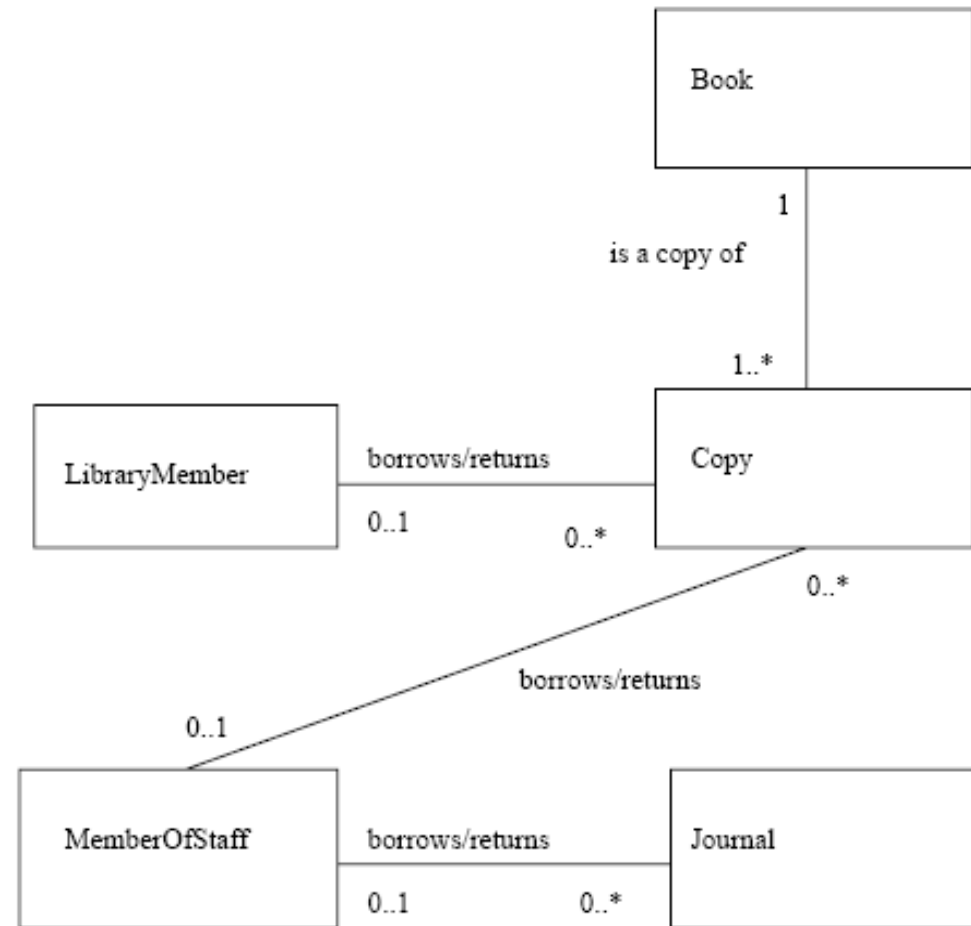 Book
1
is a copy of
1..*
LibraryMember
borrows/returns
Copy
0..1
0..*
0..*
borrows/returns
0..1
MemberOfStaff
borrows/returns
Journal
0..1
0..*